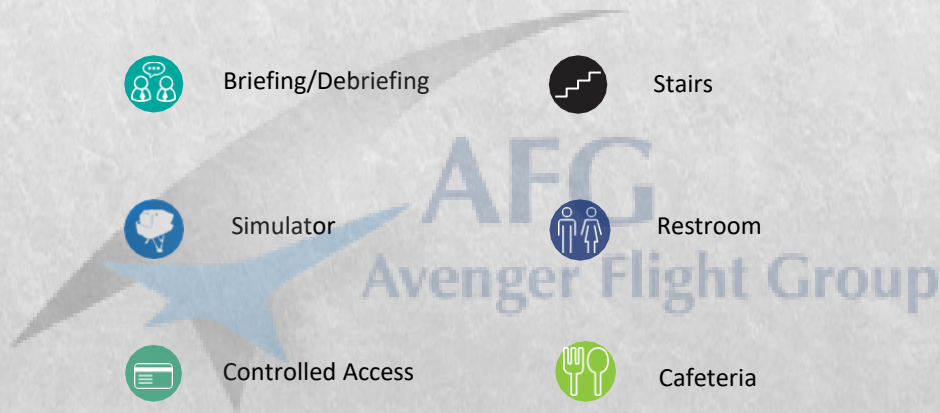 Briefing/Debriefing
Stairs
AFG
Simulator
Restroom
Avenger Flight Group
Controlled Access
Cafeteria